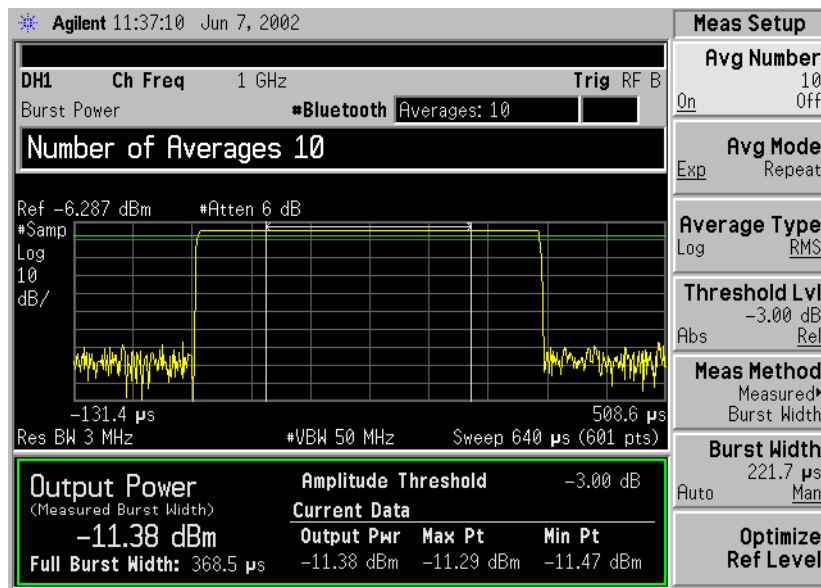 Agilent 11:37:10 Jun 7, 2002
DH1 Ch Freq 1 GHz Trig RF B
Burst Power #Bluetooth Averages: 10
Number of Averages 10
Ref -6.287 dBm #Atten 6 dB
#Samp
Log
10
dB/
-131.4 µs 508.6 µs
Res BW 3 MHz #VBW 50 MHz Sweep 640 µs (601 pts)
Output Power
(Measured Burst Width)
-11.38 dBm
Full Burst Width: 368.5 µs
Amplitude Threshold -3.00 dB
Current Data
Output Pwr Max Pt Min Pt
-11.38 dBm -11.29 dBm -11.47 dBm
Meas Setup
Avg Number
10
On Off
Avg Mode
Exp Repeat
Average Type
Log RMS
Threshold Lvl
-3.00 dB
Abs Rel
Meas Method
Measured
Burst Width
Burst Width
221.7 µs
Auto Man
Optimize
Ref Level